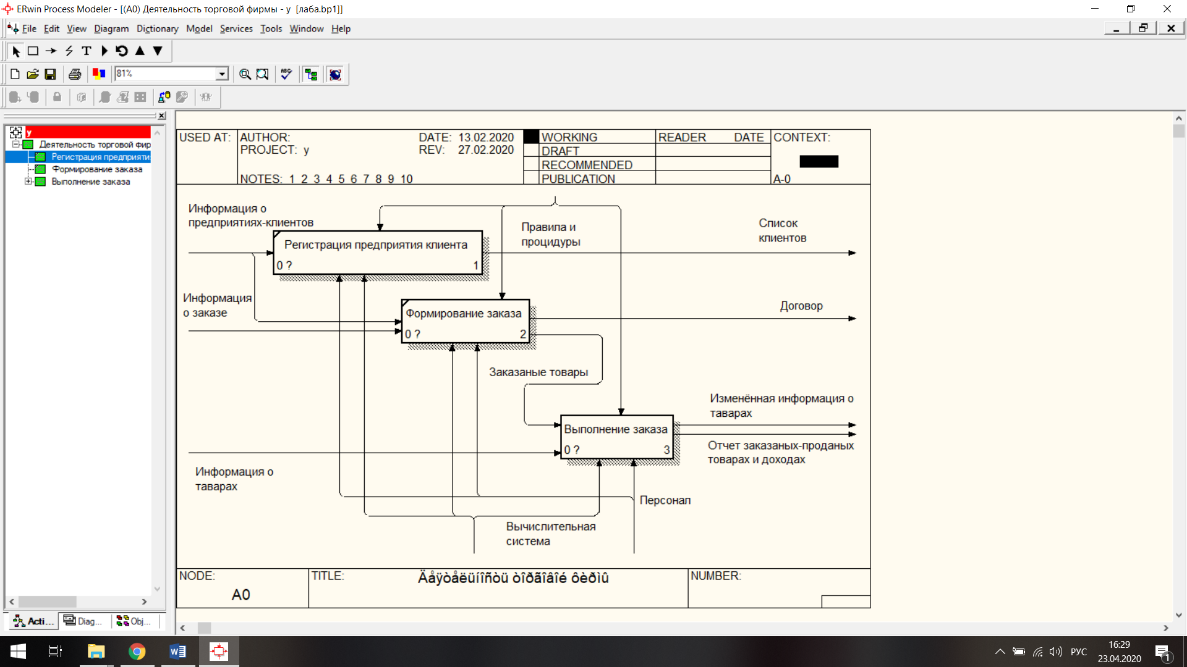 ERwin Process Modeler - [(A0) Деятельность торговой фирмы - у [ла6а.bp1]]
File Edit View Diagram Dictionary Model Services Tools Window Help
81%
у
Деятельность торговой фир
Регистрация предприяти
Формирование заказа
Выполнение заказа
Acti...
Diag...
Obj...
USED AT:
AUTHOR:
DATE: 13.02.2020
PROJECT: у
REV: 27.02.2020
NOTES: 1 2 3 4 5 6 7 8 9 10
WORKING
DRAFT
RECOMMENDED
PUBLICATION
READER DATE
CONTEXT:
A-0
Информация о
предприятиях-клиентов
Регистрация предприятия клиента
0 ? 1
Правила и
процидуры
Список
клиентов
Информация
о заказе
Формирование заказа
0 ? 2
Договор
Заказаные товары
Выполнение заказа
0 ? 3
Изменённая информация о
таварах
Отчет заказаных-проданых
товарах и доходах
Информация о
таварах
Персонал
Вычислительная
система
NODE:
A0
TITLE:
Äåÿòåëüíîñòü òîðãîâîé ôèðìû
NUMBER:
РУС
16:29
23.04.2020
1